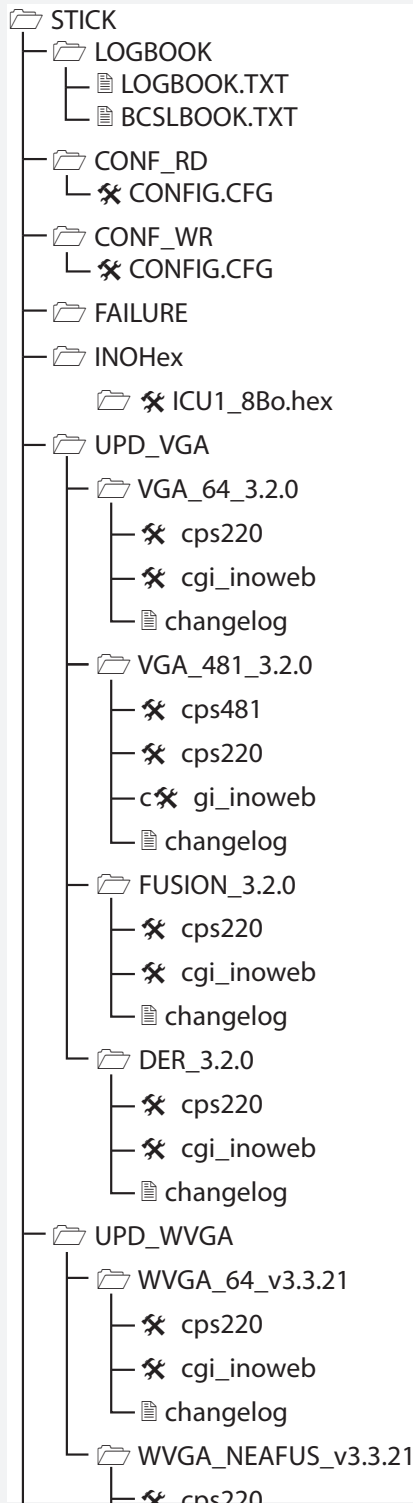 STICK
LOGBOOK
LOGBOOK.TXT
BCSLBOOK.TXT
CONF_RD
CONFIG.CFG
CONF_WR
CONFIG.CFG
FAILURE
INOHex
ICU1_8Bo.hex
UPD_VGA
VGA_64_3.2.0
cps220
cgi_inoweb
changelog
VGA_481_3.2.0
cps481
cps220
c gi_inoweb
changelog
FUSION_3.2.0
cps220
cgi_inoweb
changelog
DER_3.2.0
cps220
cgi_inoweb
changelog
UPD_WVGA
WVGA_64_v3.3.21
cps220
cgi_inoweb
changelog
WVGA_NEAFUS_v3.3.21
cps220